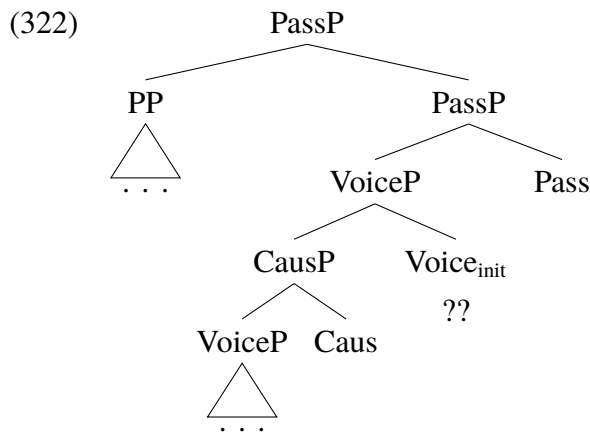 (322) PassP
PP PassP
. . .
VoiceP Pass
CausP Voiceinit
??
VoiceP Caus
. . .